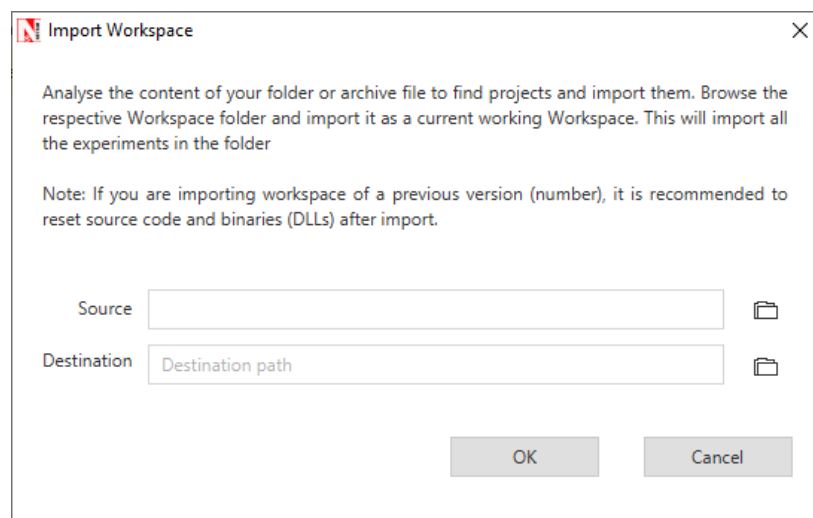 Import Workspace
Analyse the content of your folder or archive file to find projects and import them. Browse the
respective Workspace folder and import it as a current working Workspace. This will import all
the experiments in the folder
Note: If you are importing workspace of a previous version (number), it is recommended to
reset source code and binaries (DLLs) after import.
Source
Destination Destination path
OK Cancel